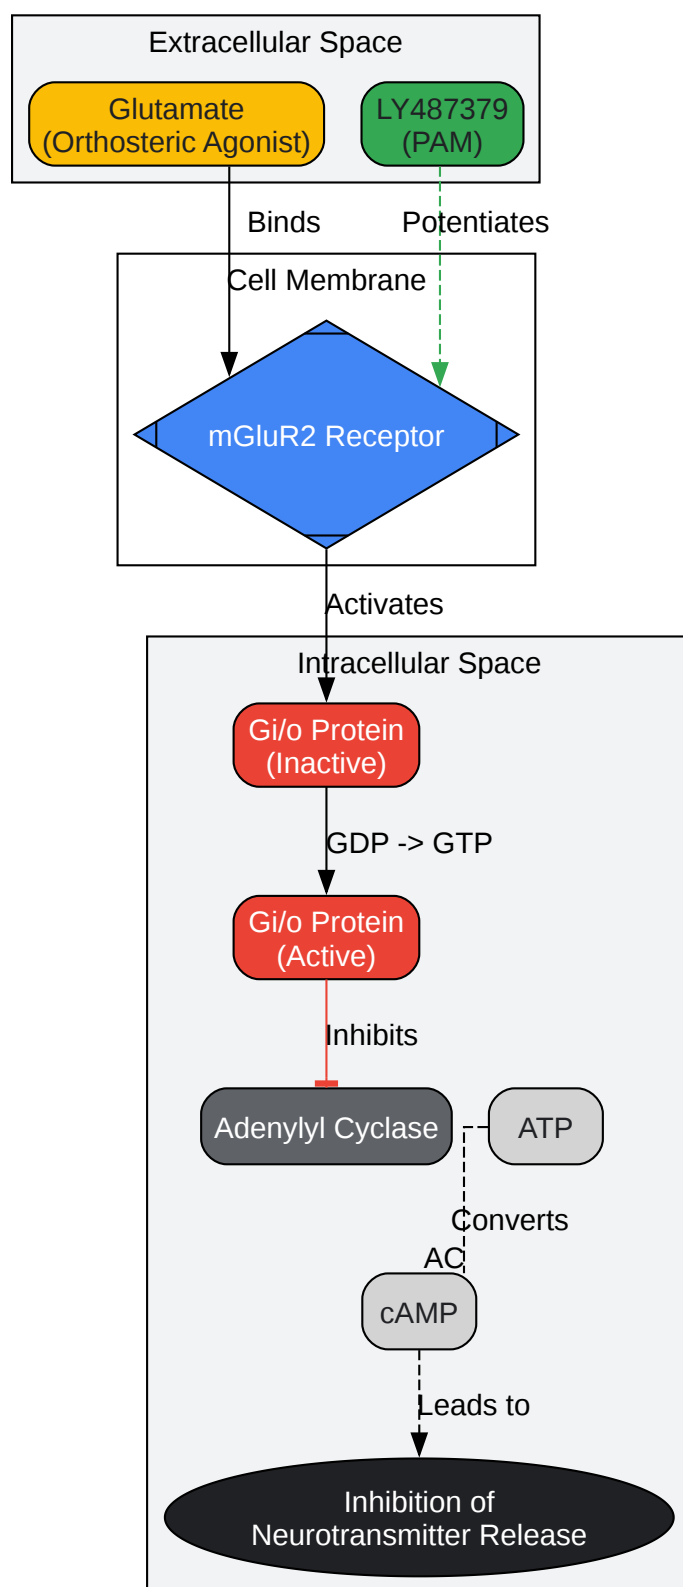 Extracellular Space
Glutamate
(Orthosteric Agonist)
LY487379
(PAM)
Binds
Potentiates
Cell Membrane
mGluR2 Receptor
Activates
Intracellular Space
Gi/o Protein
(Inactive)
GDP -> GTP
Gi/o Protein
(Active)
Inhibits
Adenylyl Cyclase
ATP
Converts
AC
cAMP
Leads to
Inhibition of
Neurotransmitter Release